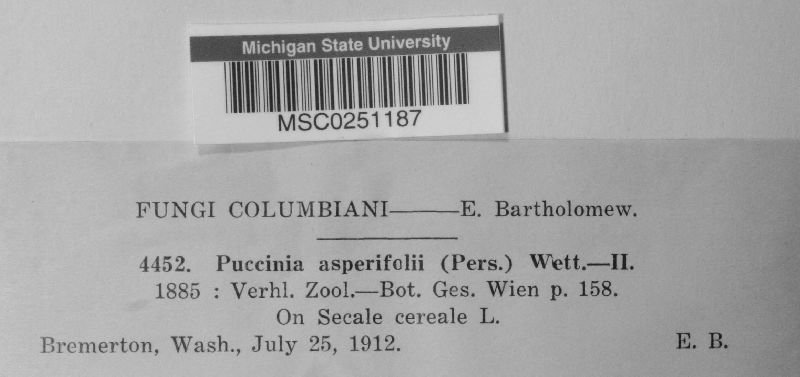 Michigan State University
MSC0251187
FUNGI COLUMBIANI———E. Bartholomew.
4452. Puccinia asperifolii (Pers.) Wett.—II.
1885 : Verhl. Zool.—Bot. Ges. Wien p. 158.
On Secale cereale L.
Bremerton, Wash., July 25, 1912. E. B.